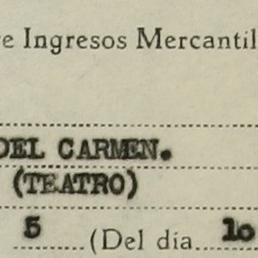 e Ingresos Mercantil
DEL CARMEN.
(TEATRO)
5 (Del día 1o